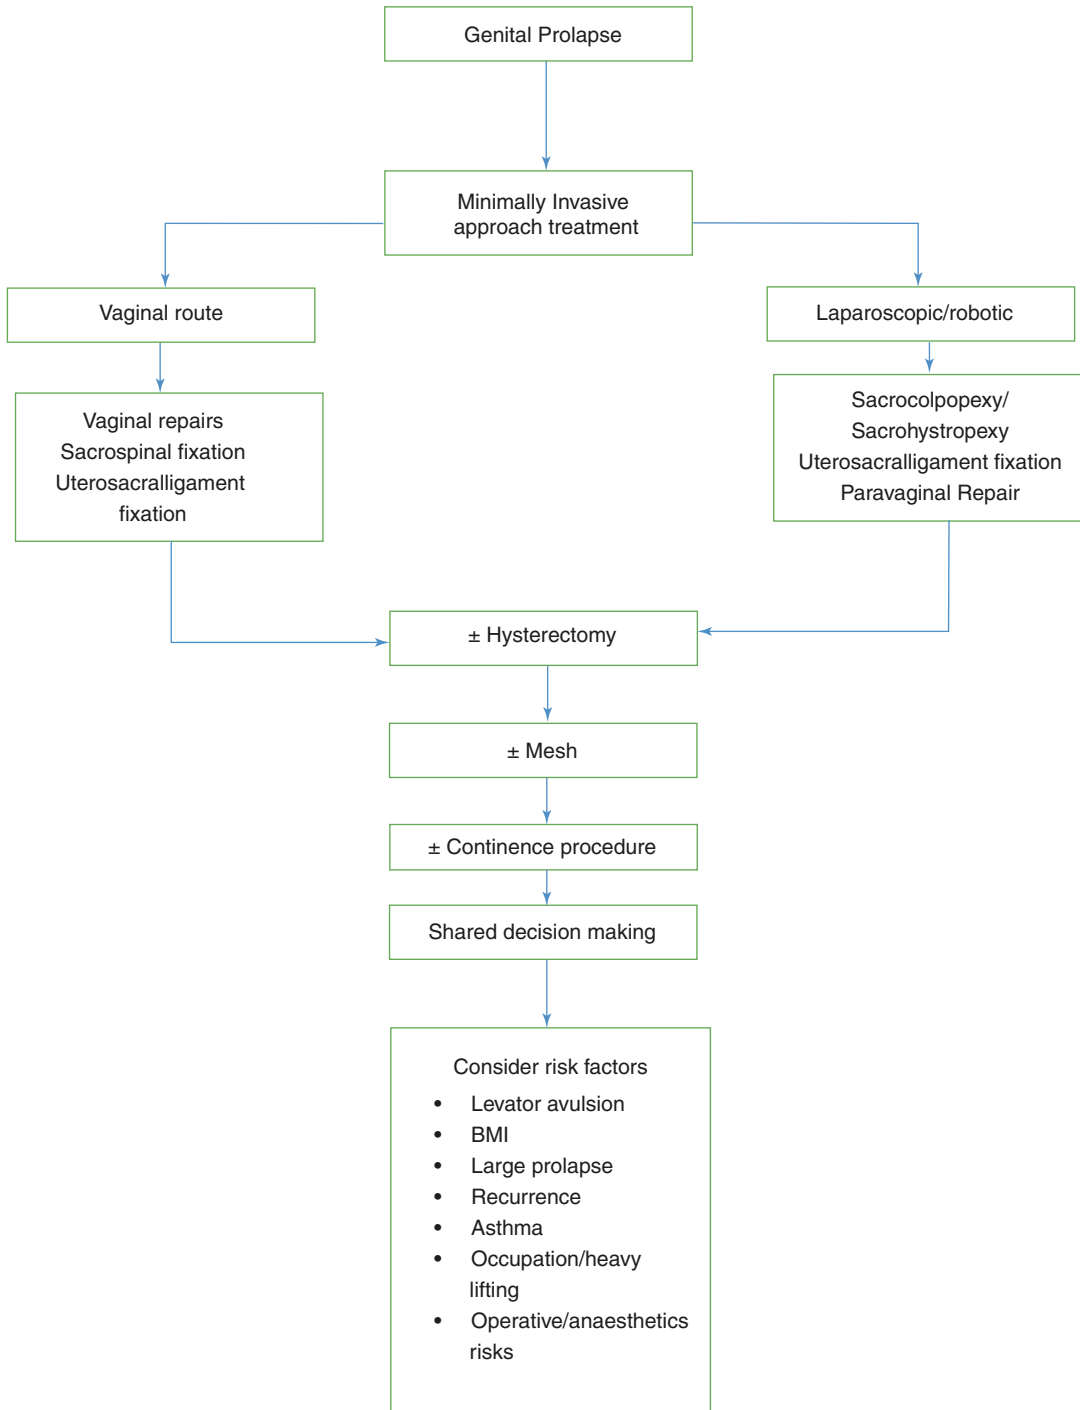 Genital Prolapse
Minimally Invasive
approach treatment
Vaginal route
Laparoscopic/robotic
Vaginal repairs
Sacrospinal fixation
Uterosacralligament
fixation
Sacrocolpopexy/
Sacrohystropexy
Uterosacralligament fixation
Paravaginal Repair
± Hysterectomy
± Mesh
± Continence procedure
Shared decision making
Consider risk factors
• Levator avulsion
• BMI
• Large prolapse
• Recurrence
• Asthma
• Occupation/heavy
lifting
• Operative/anaesthetics
risks